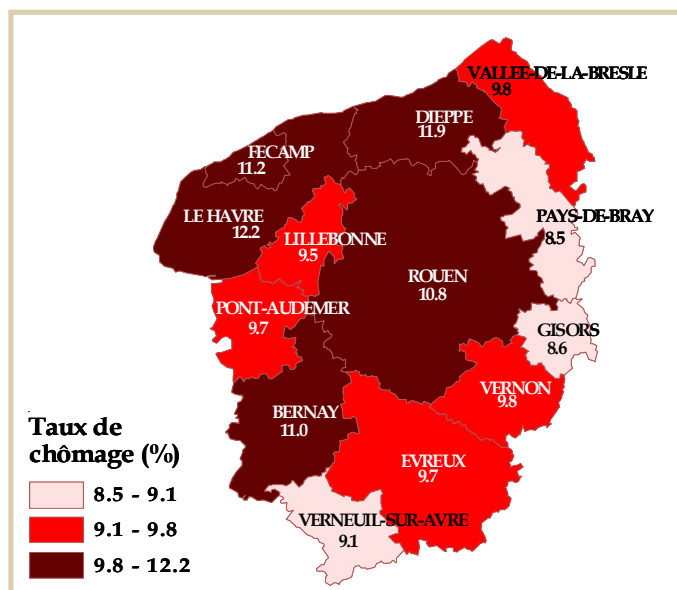 VALLEE-DE-LA-BRESLE
9.8
DIEPPE
11.9
FECAMP
11.2
LE HAVRE
12.2
PAYS-DE-BRAY
8.5
LILLEBONNE
9.5
ROUEN
10.8
PONT-AUDEMER
9.7
GISORS
8.6
VERNON
9.8
BERNAY
11.0
EVREUX
9.7
VERNEUIL-SUR-AVRE
9.1
Taux de
chômage (%)
8.5 - 9.1
9.1 - 9.8
9.8 - 12.2